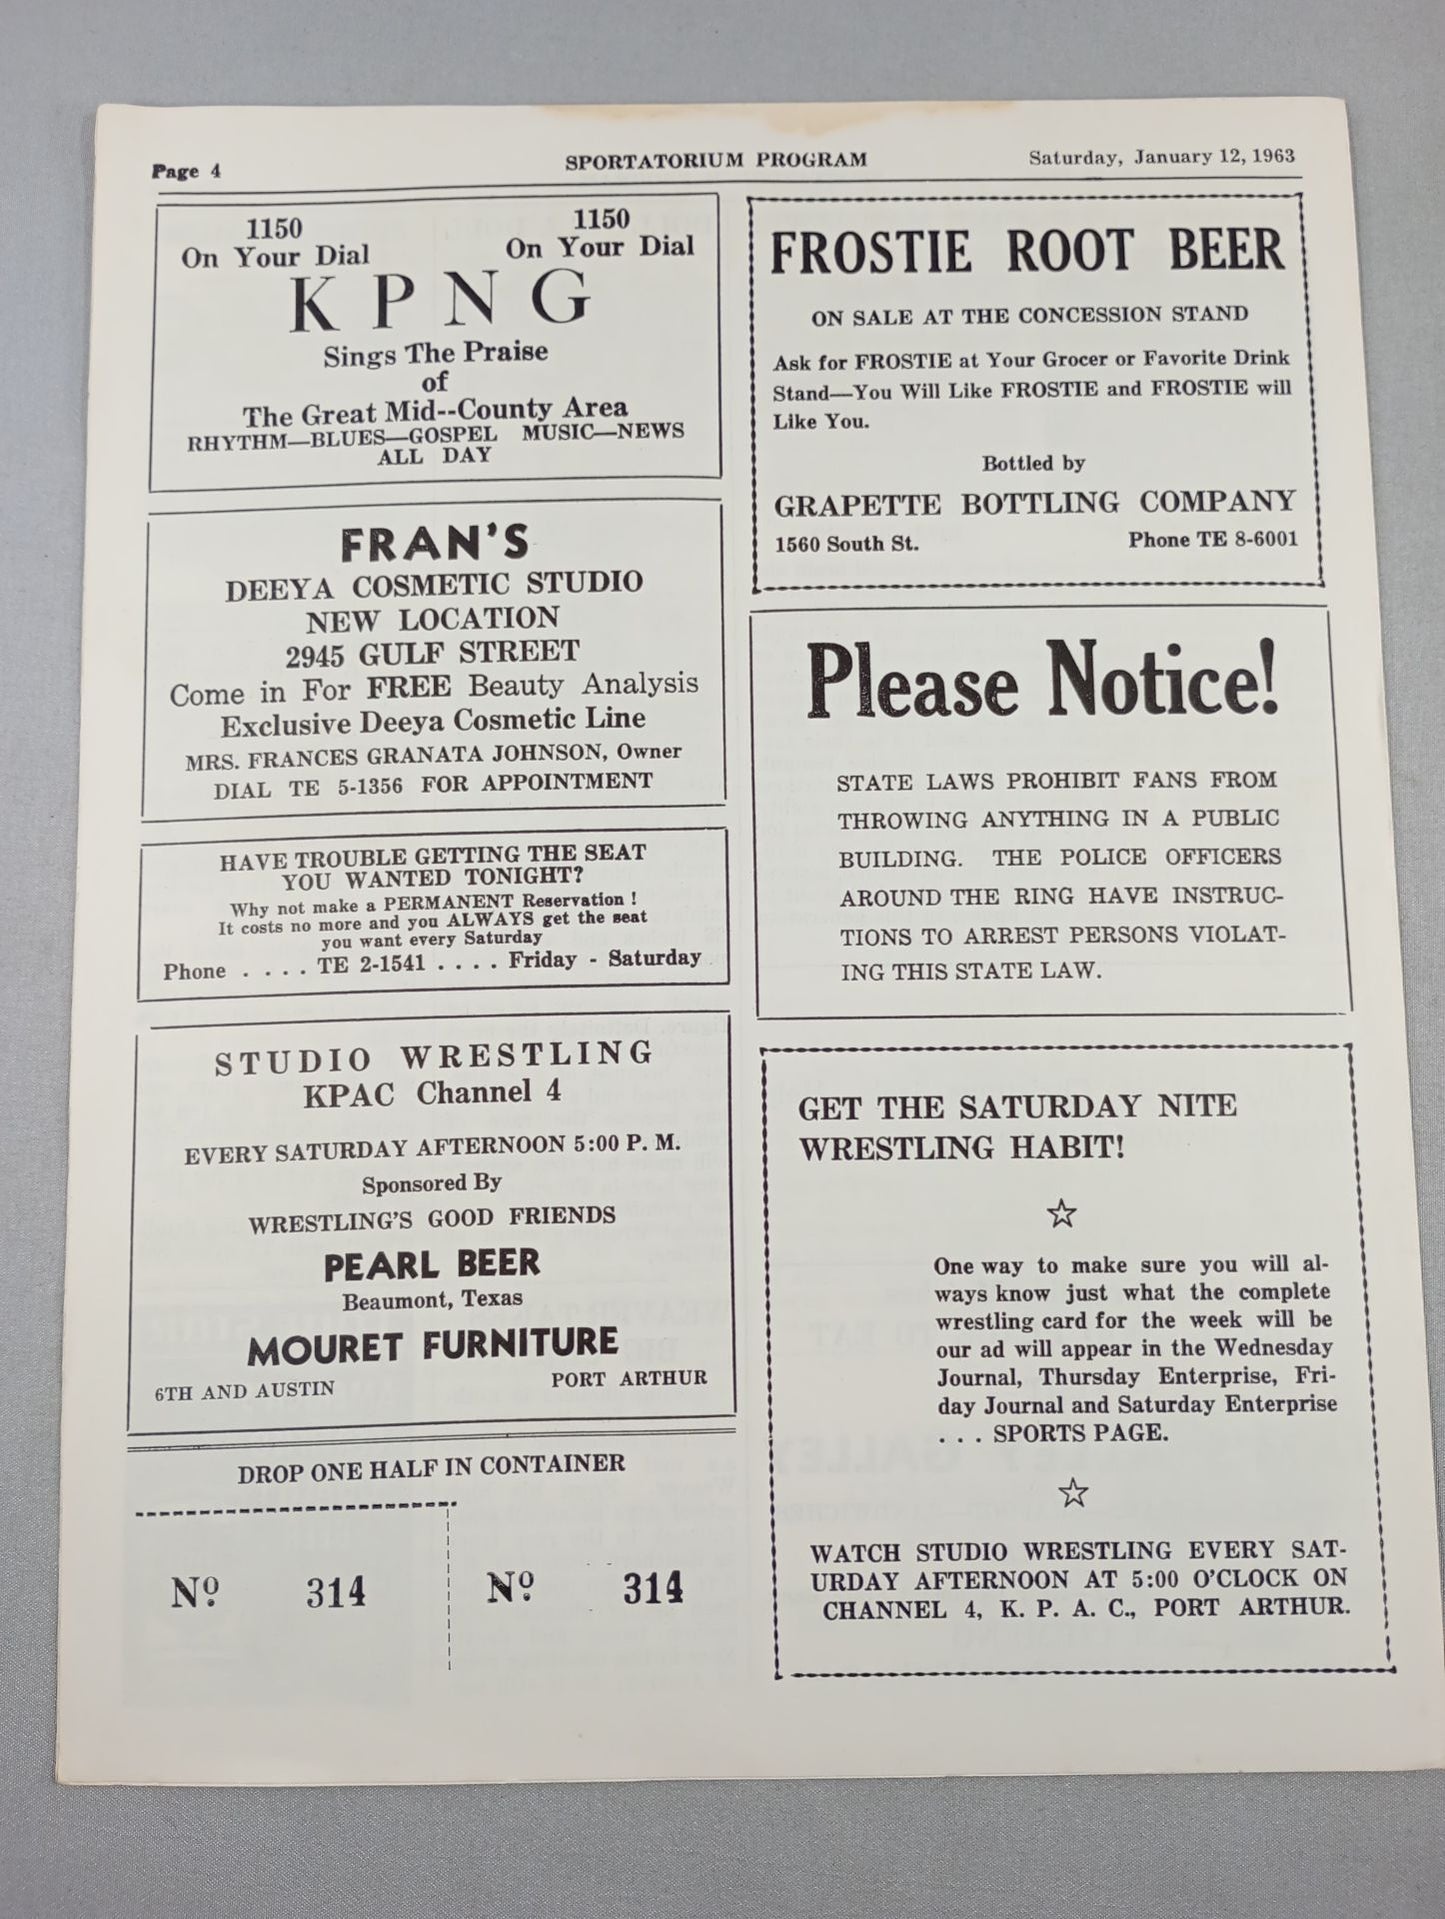 Page 4
SPORTATORIUM PROGRAM
Saturday, January 12, 1963
1150 1150
On Your Dial On Your Dial
K P N G
Sings The Praise
of
The Great Mid--County Area
RHYTHM—BLUES—GOSPEL MUSIC—NEWS
ALL DAY
FRAN'S
DEEYA COSMETIC STUDIO
NEW LOCATION
2945 GULF STREET
Come in For FREE Beauty Analysis
Exclusive Deeya Cosmetic Line
MRS. FRANCES GRANATA JOHNSON, Owner
DIAL TE 5-1356 FOR APPOINTMENT
HAVE TROUBLE GETTING THE SEAT
YOU WANTED TONIGHT?
Why not make a PERMANENT Reservation !
It costs no more and you ALWAYS get the seat
you want every Saturday
Phone . . . . TE 2-1541 . . . . Friday - Saturday
STUDIO WRESTLING
KPAC Channel 4
EVERY SATURDAY AFTERNOON 5:00 P. M.
Sponsored By
WRESTLING'S GOOD FRIENDS
PEARL BEER
Beaumont, Texas
MOURET FURNITURE
6TH AND AUSTIN PORT ARTHUR
DROP ONE HALF IN CONTAINER
Nº 314 Nº 314
FROSTIE ROOT BEER
ON SALE AT THE CONCESSION STAND
Ask for FROSTIE at Your Grocer or Favorite Drink
Stand—You Will Like FROSTIE and FROSTIE will
Like You.
Bottled by
GRAPETTE BOTTLING COMPANY
1560 South St. Phone TE 8-6001
Please Notice!
STATE LAWS PROHIBIT FANS FROM
THROWING ANYTHING IN A PUBLIC
BUILDING. THE POLICE OFFICERS
AROUND THE RING HAVE INSTRUC-
TIONS TO ARREST PERSONS VIOLAT-
ING THIS STATE LAW.
GET THE SATURDAY NITE
WRESTLING HABIT!
One way to make sure you will al-
ways know just what the complete
wrestling card for the week will be
our ad will appear in the Wednesday
Journal, Thursday Enterprise, Fri-
day Journal and Saturday Enterprise
. . . SPORTS PAGE.
WATCH STUDIO WRESTLING EVERY SAT-
URDAY AFTERNOON AT 5:00 O'CLOCK ON
CHANNEL 4, K. P. A. C., PORT ARTHUR.